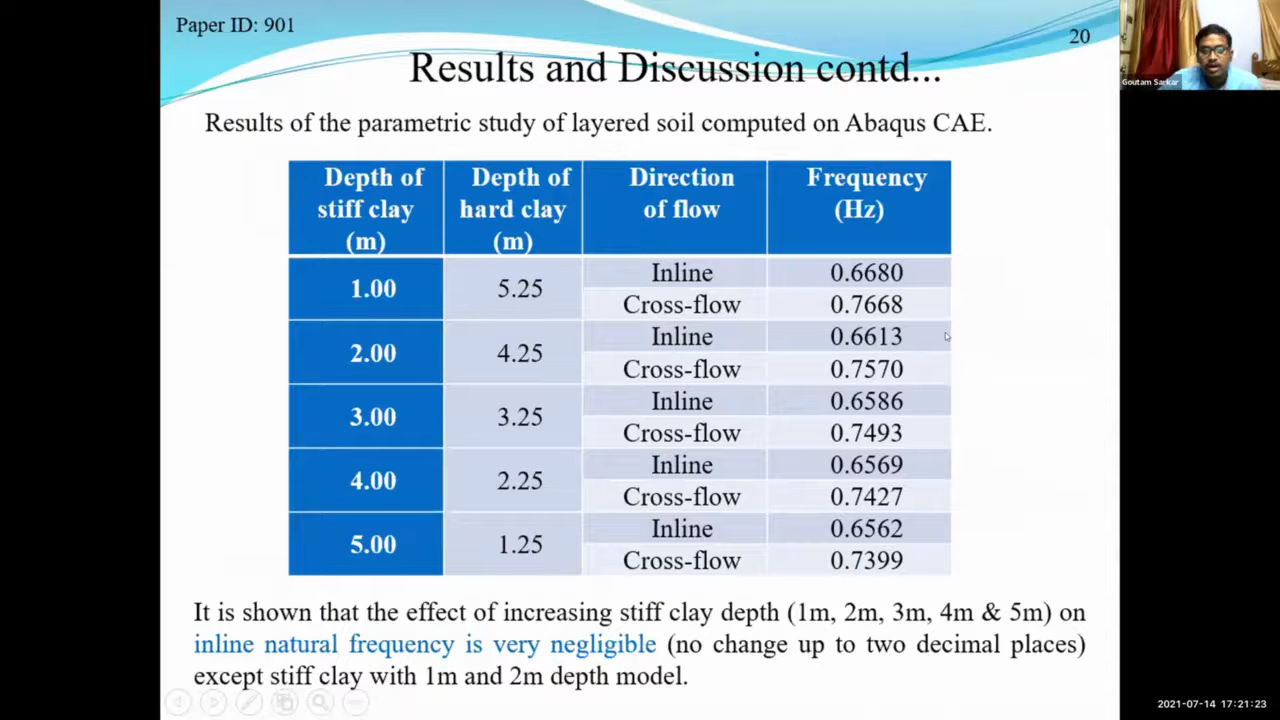 Paper ID: 901
20
Results and Discussion contd...
Goutam Sarkar
Results of the parametric study of layered soil computed on Abaqus CAE.
Depth of stiff clay (m) Depth of hard clay (m) Direction of flow Frequency (Hz)
1.00 5.25 Inline 0.6680
Cross-flow 0.7668
2.00 4.25 Inline 0.6613
Cross-flow 0.7570
3.00 3.25 Inline 0.6586
Cross-flow 0.7493
4.00 2.25 Inline 0.6569
Cross-flow 0.7427
5.00 1.25 Inline 0.6562
Cross-flow 0.7399
It is shown that the effect of increasing stiff clay depth (1m, 2m, 3m, 4m & 5m) on
inline natural frequency is very negligible (no change up to two decimal places)
except stiff clay with 1m and 2m depth model.
2021-07-14 17:21:23